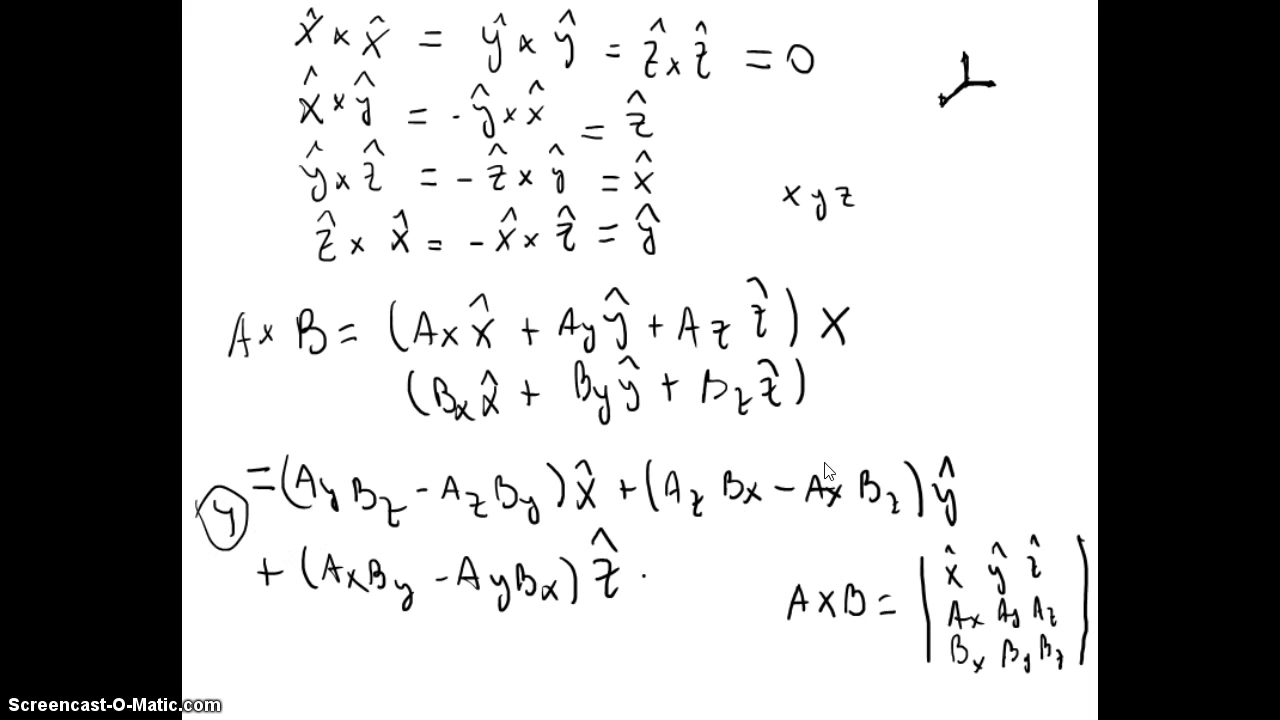 x̂ × x̂ = ŷ × ŷ = ẑ × ẑ = 0
x̂ × ŷ = - ŷ × x̂ = ẑ
ŷ × ẑ = - ẑ × ŷ = x̂
x y z
ẑ × x̂ = - x̂ × ẑ = ŷ
A × B = (Ax x̂ + Ay ŷ + Az ẑ) ×
(Bx x̂ + By ŷ + Bz ẑ)
= (Ay Bz - Az By) x̂ + (Az Bx - Ax Bz) ŷ
4
+ (Ax By - Ay Bx) ẑ .
A × B = | x̂ ŷ ẑ |
| Ax Ay Az |
| Bx By Bz |
Screencast-O-Matic.com